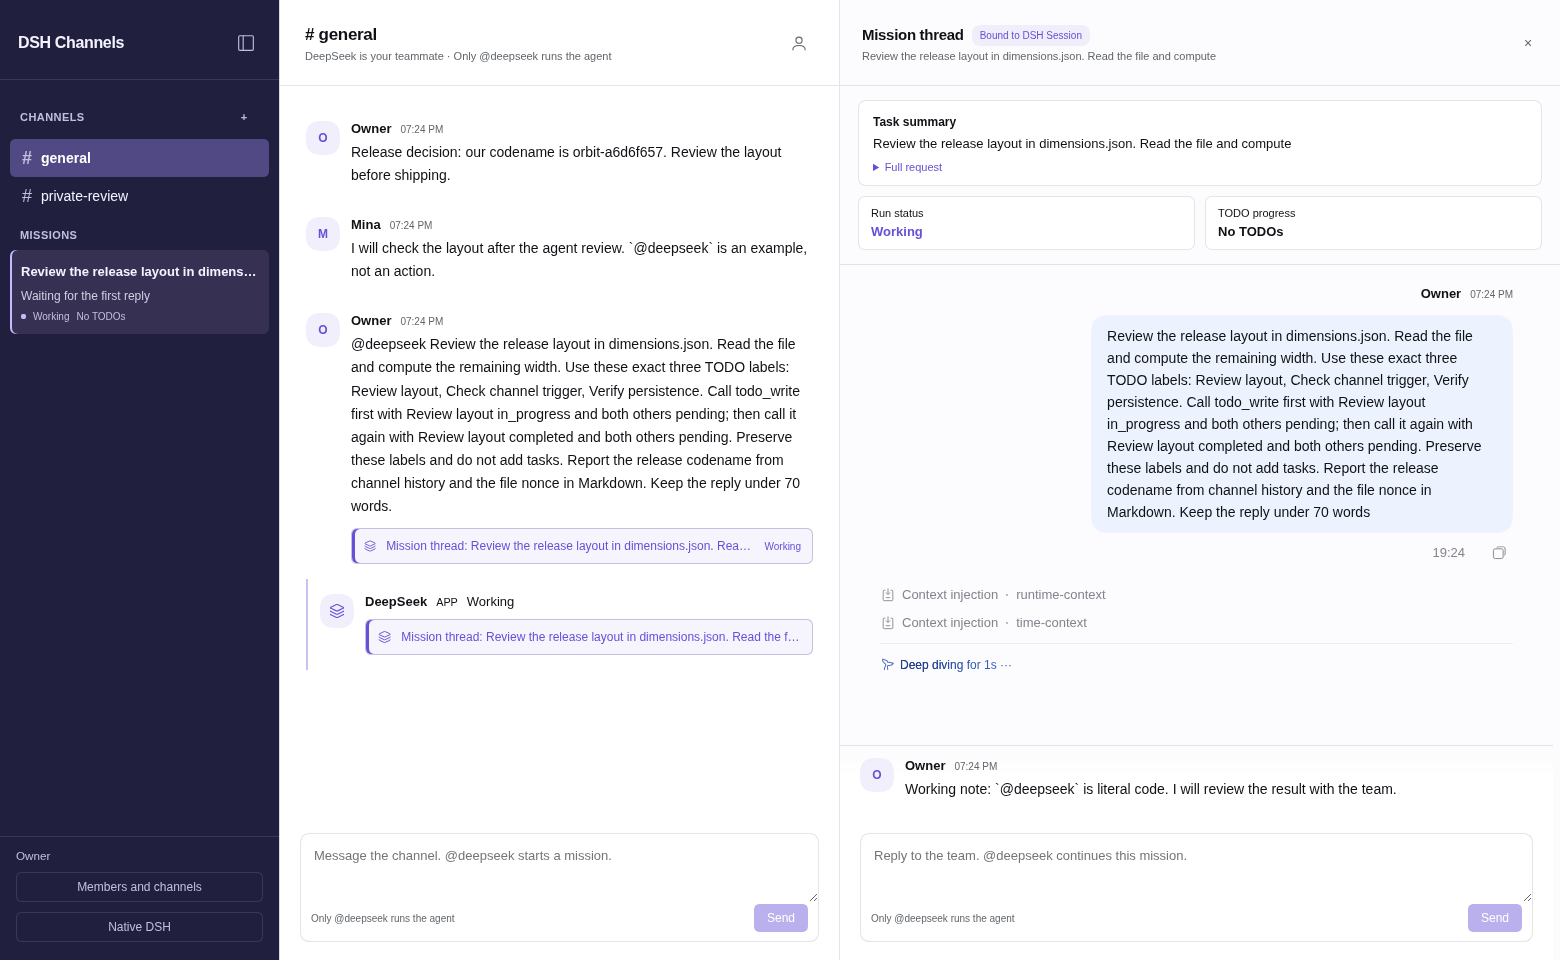 DSH Channels
CHANNELS
+
# general
# private-review
MISSIONS
Review the release layout in dimens…
Waiting for the first reply
Working No TODOs
Owner
Members and channels
Native DSH
# general
DeepSeek is your teammate · Only @deepseek runs the agent
O
Owner 07:24 PM
Release decision: our codename is orbit-a6d6f657. Review the layout
before shipping.
M
Mina 07:24 PM
I will check the layout after the agent review. `@deepseek` is an example,
not an action.
O
Owner 07:24 PM
@deepseek Review the release layout in dimensions.json. Read the file
and compute the remaining width. Use these exact three TODO labels:
Review layout, Check channel trigger, Verify persistence. Call todo_write
first with Review layout in_progress and both others pending; then call it
again with Review layout completed and both others pending. Preserve
these labels and do not add tasks. Report the release codename from
channel history and the file nonce in Markdown. Keep the reply under 70
words.
Mission thread: Review the release layout in dimensions.json. Rea… Working
DeepSeek APP Working
Mission thread: Review the release layout in dimensions.json. Read the f…
Message the channel. @deepseek starts a mission.
Only @deepseek runs the agent
Send
Mission thread Bound to DSH Session
×
Review the release layout in dimensions.json. Read the file and compute
Task summary
Review the release layout in dimensions.json. Read the file and compute
Full request
Run status
Working
TODO progress
No TODOs
Owner 07:24 PM
Review the release layout in dimensions.json. Read the file
and compute the remaining width. Use these exact three
TODO labels: Review layout, Check channel trigger, Verify
persistence. Call todo_write first with Review layout
in_progress and both others pending; then call it again with
Review layout completed and both others pending. Preserve
these labels and do not add tasks. Report the release
codename from channel history and the file nonce in
Markdown. Keep the reply under 70 words
19:24
Context injection · runtime-context
Context injection · time-context
Deep diving for 1s ···
O
Owner 07:24 PM
Working note: `@deepseek` is literal code. I will review the result with the team.
Reply to the team. @deepseek continues this mission.
Only @deepseek runs the agent
Send